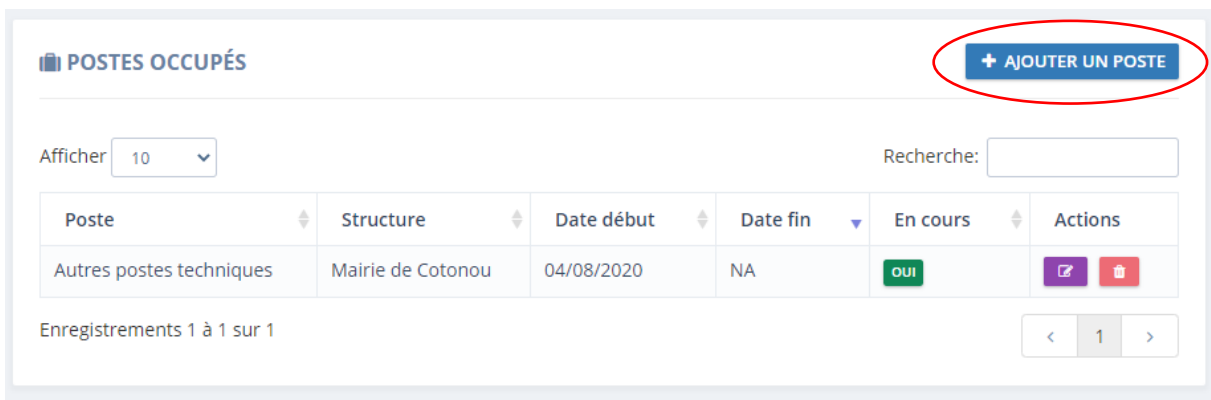 POSTES OCCUPÉS
+ AJOUTER UN POSTE
Afficher 10
Recherche:
Poste Structure Date début Date fin En cours Actions
Autres postes techniques Mairie de Cotonou 04/08/2020 NA OUI
Enregistrements 1 à 1 sur 1
< 1 >